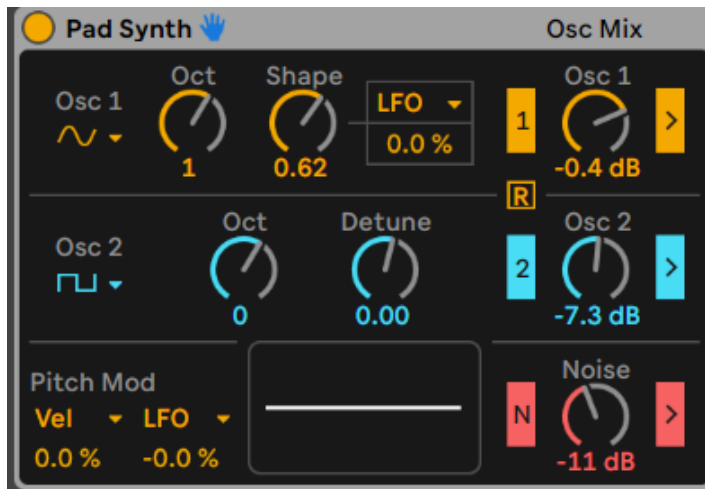 Pad Synth
Osc Mix
Oct
Shape
Osc 1
Osc 1
LFO
1
0.0 %
1
0.62
-0.4 dB
R
Oct
Detune
Osc 2
Osc 2
2
0
0.00
-7.3 dB
Pitch Mod
Noise
Vel
LFO
N
0.0 %
-0.0 %
-11 dB